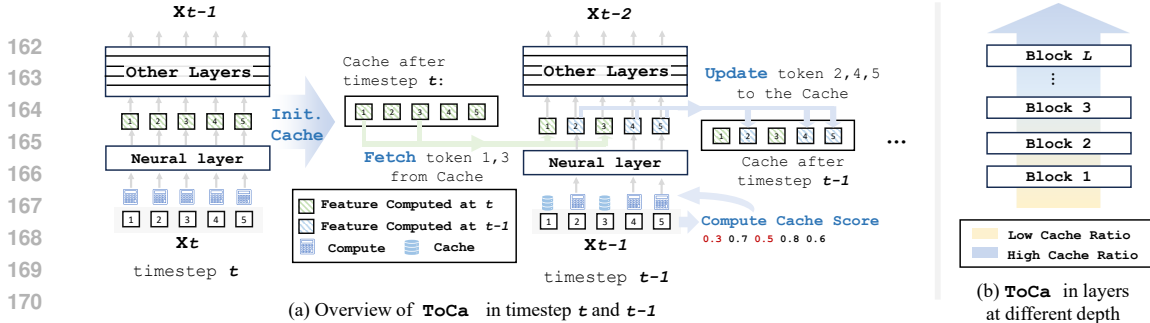 162
163
164
165
166
167
168
169
170
Xt-1
Other Layers
1 2 3 4 5
Neural layer
1 2 3 4 5
Xt
timestep t
Init.
Cache
Cache after
timestep t:
1 2 3 4 5
Fetch token 1,3
from Cache
Feature Computed at t
Feature Computed at t-1
Compute Cache
Xt-2
Other Layers
1 2 3 4 5
Neural layer
1 2 3 4 5
Xt-1
timestep t-1
Update token 2,4,5
to the Cache
1 2 3 4 5
Cache after
timestep t-1
...
Compute Cache Score
0.3 0.7 0.5 0.8 0.6
(a) Overview of ToCa in timestep t and t-1
Block L
...
Block 3
Block 2
Block 1
Low Cache Ratio
High Cache Ratio
(b) ToCa in layers
at different depth